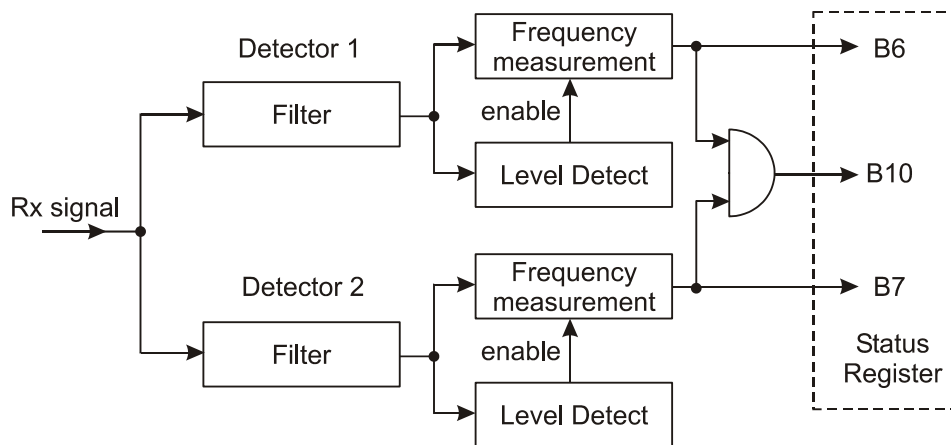 Detector 1
Filter
Frequency
measurement
enable
Level Detect
B6
B10
Rx signal
Detector 2
Filter
Frequency
measurement
enable
Level Detect
B7
Status
Register